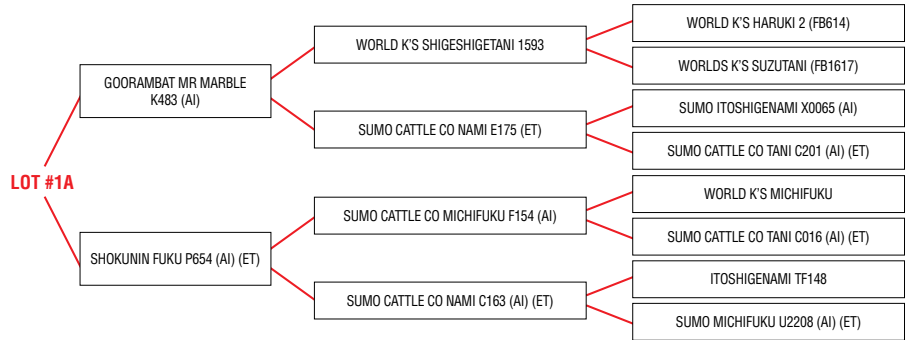 WORLD K'S HARUKI 2 (FB614)
WORLD K'S SHIGESHIGETANI 1593
WORLDS K'S SUZUTANI (FB1617)
GOORAMBAT MR MARBLE
K483 (AI)
SUMO ITOSHIGENAMI X0065 (AI)
SUMO CATTLE CO NAMI E175 (ET)
SUMO CATTLE CO TANI C201 (AI) (ET)
LOT #1A
WORLD K'S MICHIFUKU
SUMO CATTLE CO MICHIFUKU F154 (AI)
SUMO CATTLE CO TANI C016 (AI) (ET)
SHOKUNIN FUKU P654 (AI) (ET)
ITOSHIGENAMI TF148
SUMO CATTLE CO NAMI C163 (AI) (ET)
SUMO MICHIFUKU U2208 (AI) (ET)